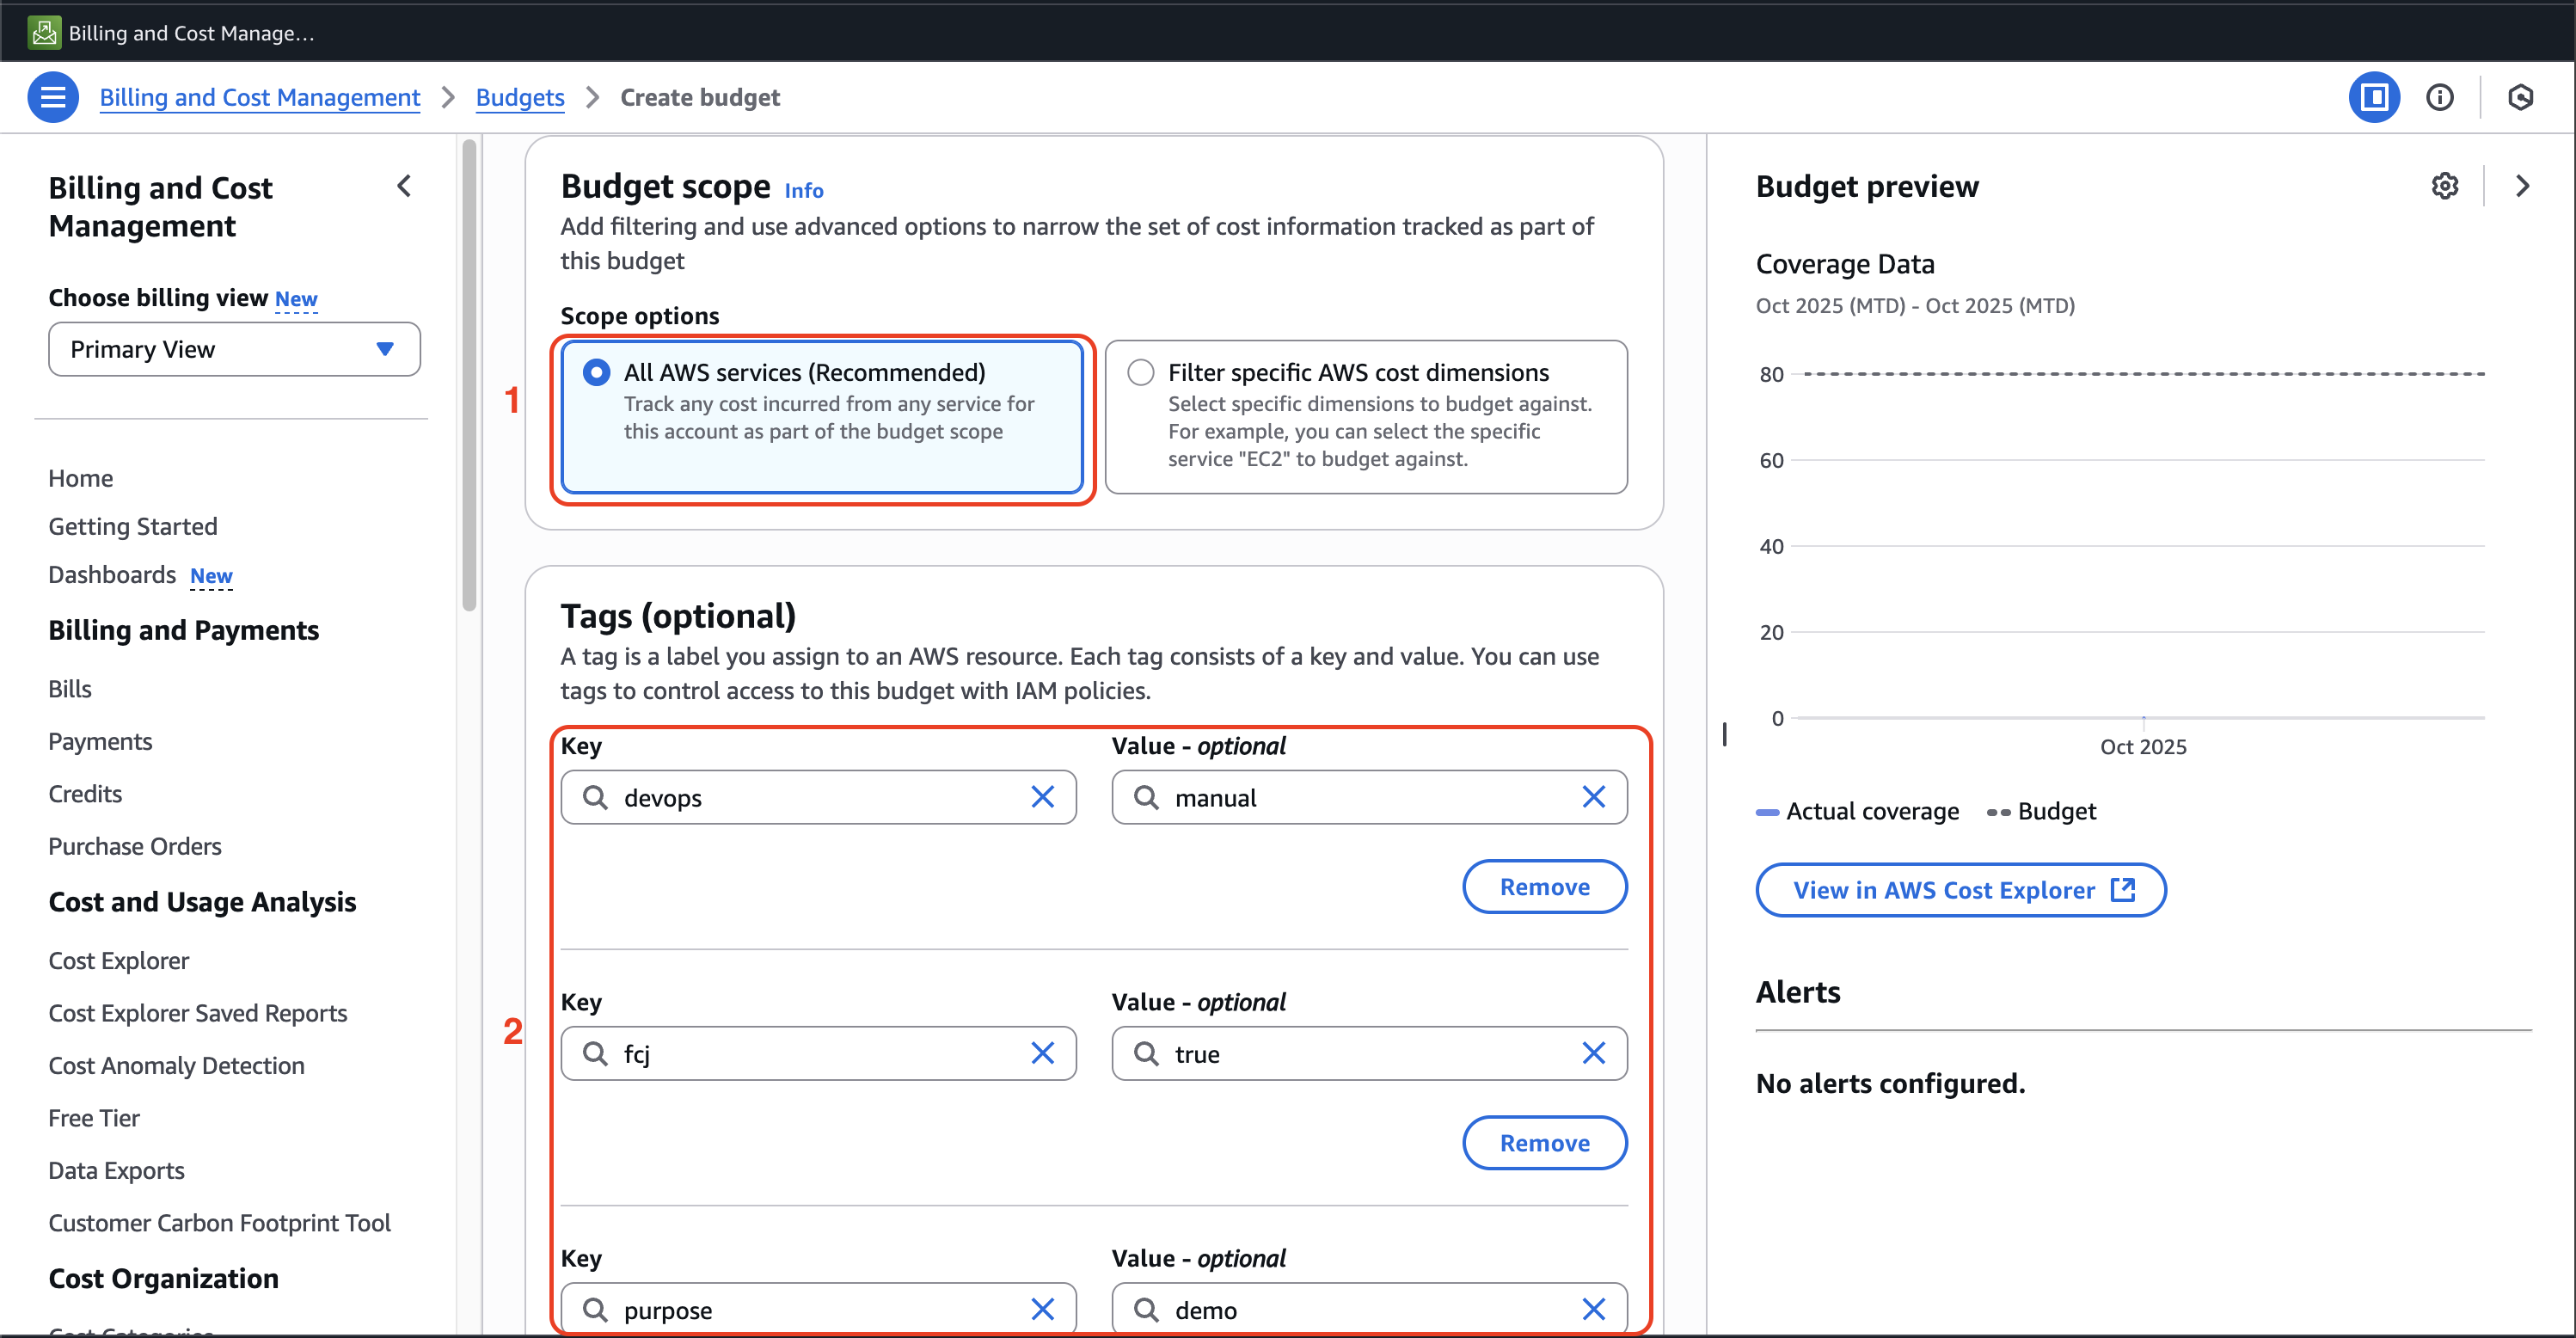 Billing and Cost Manage...
Billing and Cost Management
Budgets
Create budget
Billing and Cost
Management
Choose billing view New
Primary View
Home
Getting Started
Dashboards New
Billing and Payments
Bills
Payments
Credits
Purchase Orders
Cost and Usage Analysis
Cost Explorer
Cost Explorer Saved Reports
Cost Anomaly Detection
Free Tier
Data Exports
Customer Carbon Footprint Tool
Cost Organization
Cost Categories
Budget scope Info
Add filtering and use advanced options to narrow the set of cost information tracked as part of
this budget
Scope options
1
All AWS services (Recommended)
Track any cost incurred from any service for
this account as part of the budget scope
Filter specific AWS cost dimensions
Select specific dimensions to budget against.
For example, you can select the specific
service "EC2" to budget against.
Tags (optional)
A tag is a label you assign to an AWS resource. Each tag consists of a key and value. You can use
tags to control access to this budget with IAM policies.
2
Key
Value - optional
devops
manual
Remove
Key
Value - optional
fcj
true
Remove
Key
Value - optional
purpose
demo
Budget preview
Coverage Data
Oct 2025 (MTD) - Oct 2025 (MTD)
80
60
40
20
0
Oct 2025
Actual coverage
Budget
View in AWS Cost Explorer
Alerts
No alerts configured.